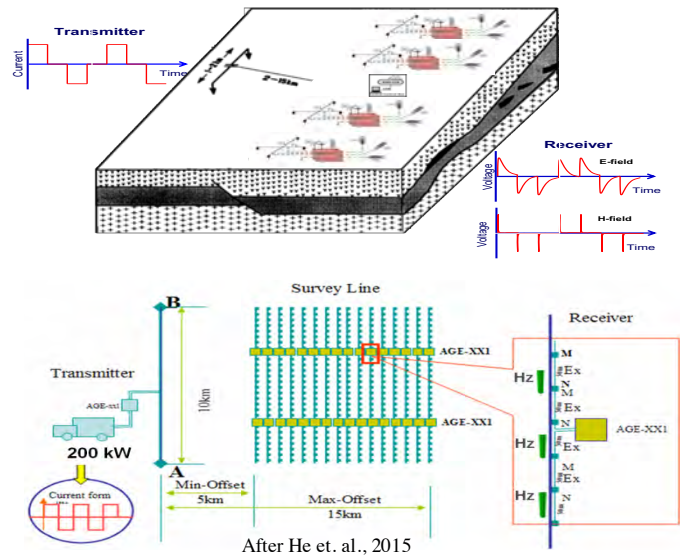 Transmitter
Current
Time
2-15km
Receiver
Voltage
E-field
Time
Voltage
H-field
Time
Survey Line
B
Receiver
AGE-XX1
Transmitter
AGE-xx1
10km
200 kW
A
Current form
Min-Offset
5km
Max-Offset
15km
AGE-XX1
M
Hz
Ex
N
M
Ex
N
AGE-XX1
Hz
Ex
M
Ex
Hz
N
After He et. al., 2015